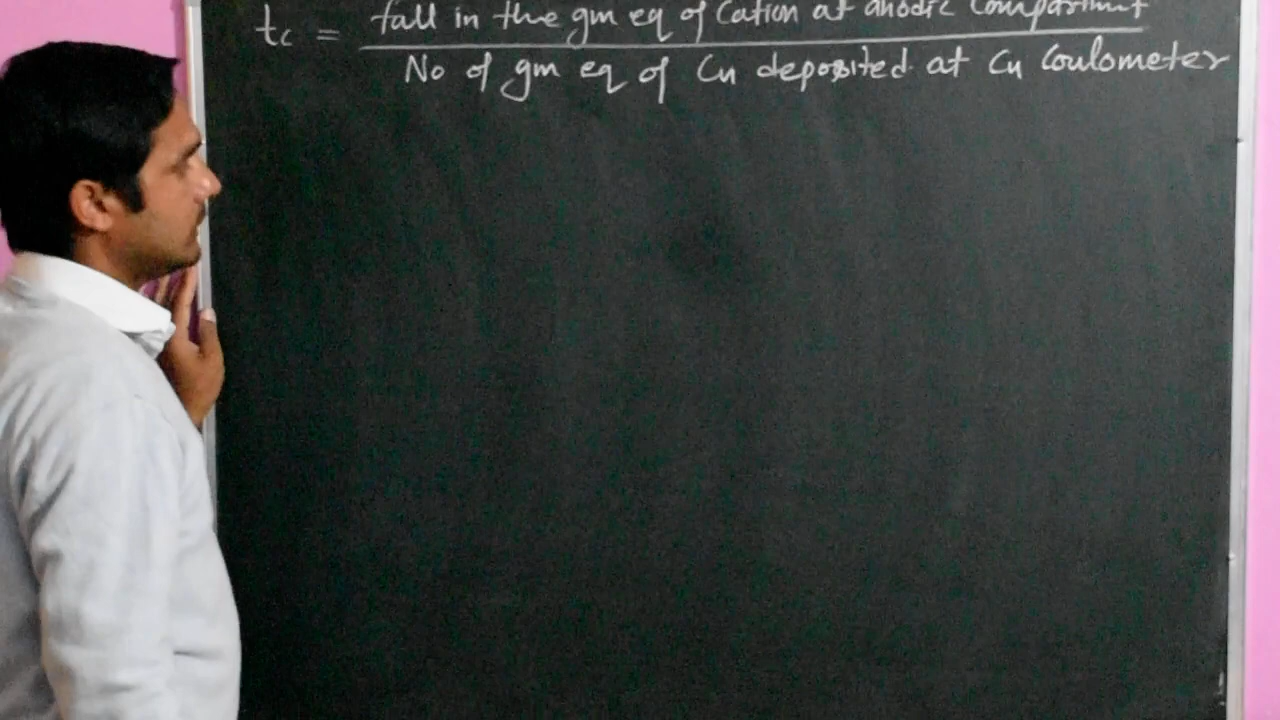 tc = fall in the gm eq of Cation at anodic Compartment
No of gm eq of Cu deposited at Cu Coulometer